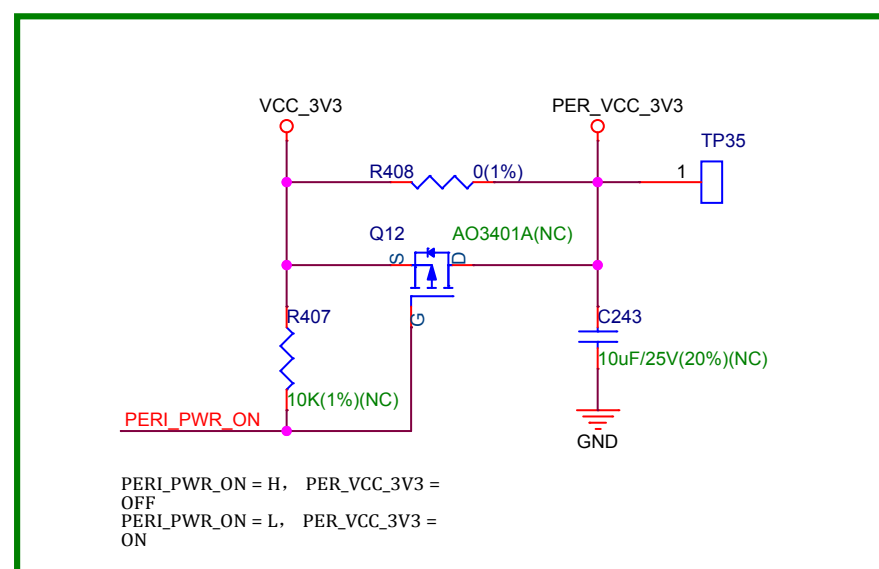 VCC_3V3
PER_VCC_3V3
TP35
R408
0(1%)
1
Q12
AO3401A(NC)
S
D
G
R407
C243
10uF/25V(20%)(NC)
10K(1%)(NC)
PERI_PWR_ON
GND
PERI_PWR_ON = H， PER_VCC_3V3 =
OFF
PERI_PWR_ON = L， PER_VCC_3V3 =
ON